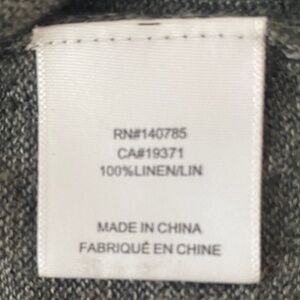 RN#140785
CA#19371
100%LINEN/LIN
MADE IN CHINA
FABRIQUÉ EN CHINE